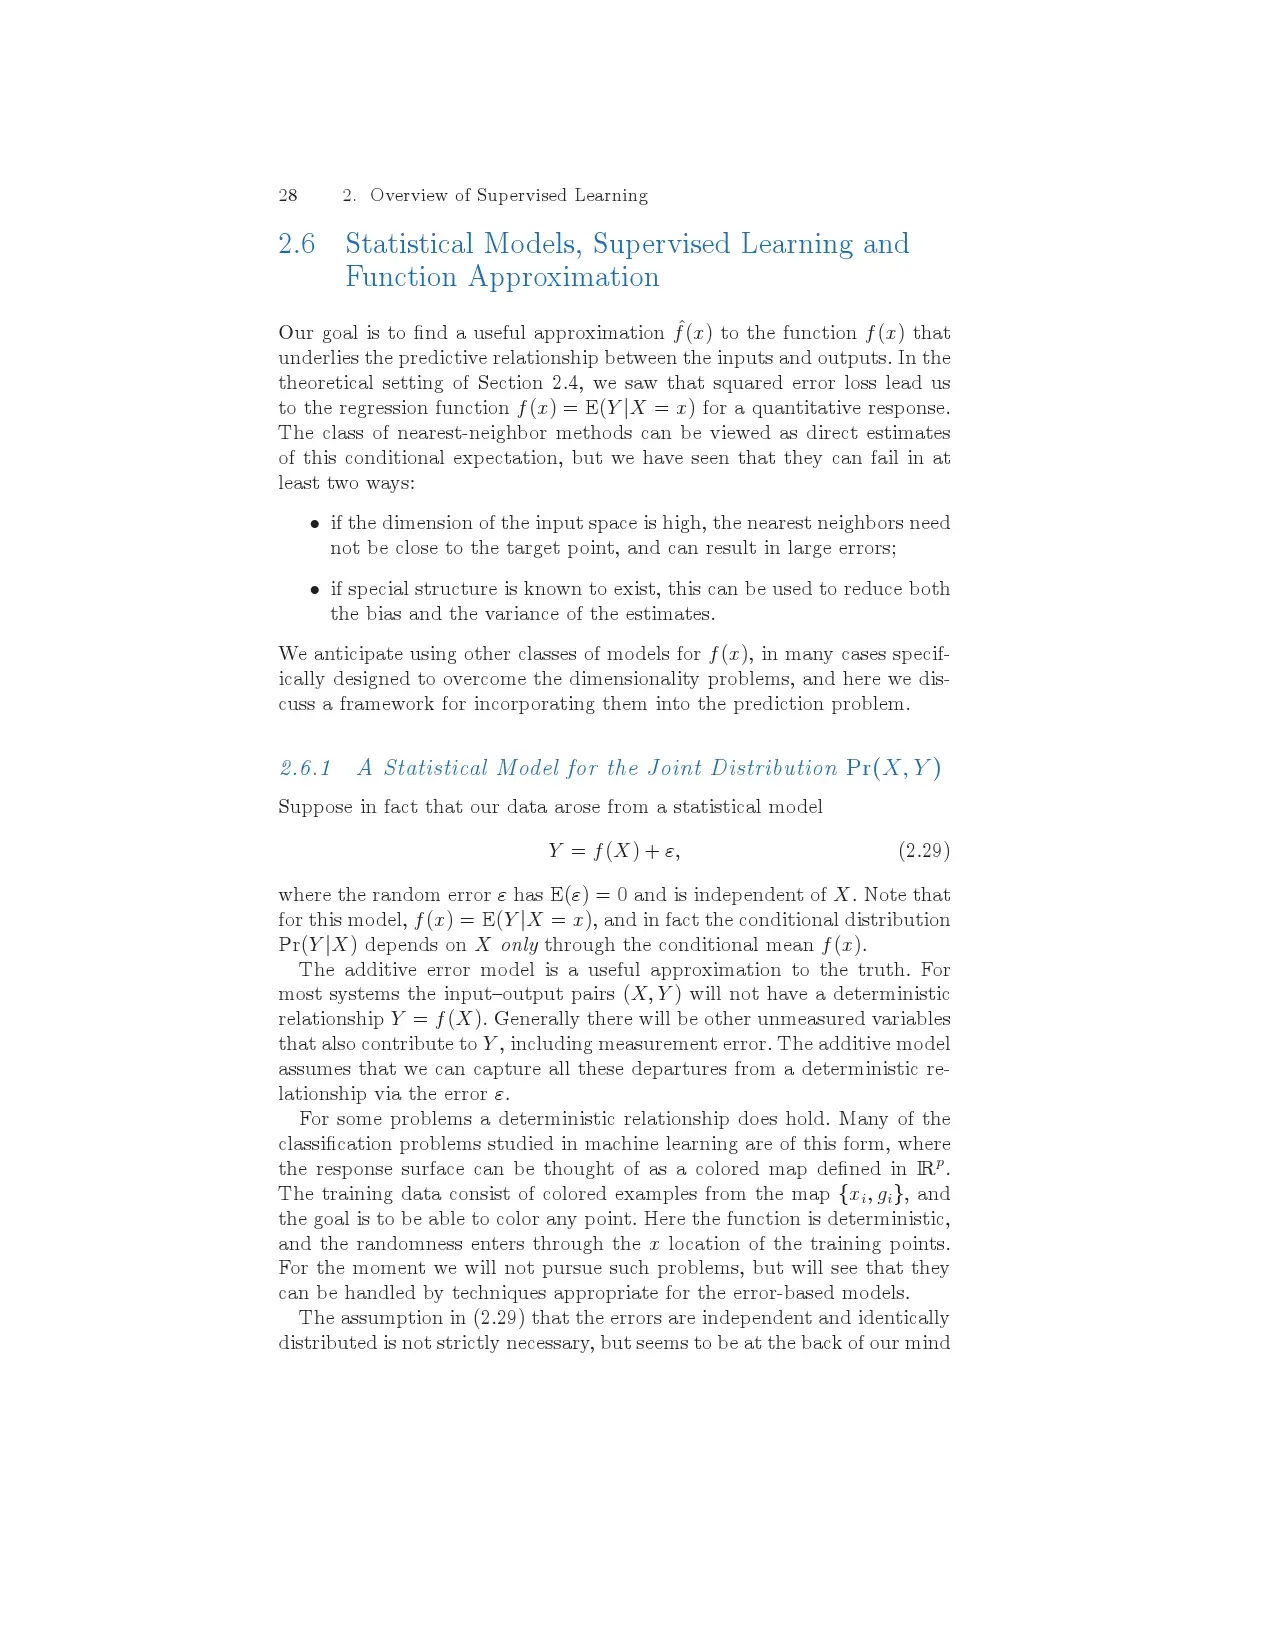 28 2. Overview of Supervised Learning
2.6 Statistical Models, Supervised Learning and
Function Approximation
Our goal is to find a useful approximation f̂(x) to the function f(x) that
underlies the predictive relationship between the inputs and outputs. In the
theoretical setting of Section 2.4, we saw that squared error loss lead us
to the regression function f(x) = E(Y|X = x) for a quantitative response.
The class of nearest-neighbor methods can be viewed as direct estimates
of this conditional expectation, but we have seen that they can fail in at
least two ways:
• if the dimension of the input space is high, the nearest neighbors need
not be close to the target point, and can result in large errors;
• if special structure is known to exist, this can be used to reduce both
the bias and the variance of the estimates.
We anticipate using other classes of models for f(x), in many cases specif-
ically designed to overcome the dimensionality problems, and here we dis-
cuss a framework for incorporating them into the prediction problem.
2.6.1 A Statistical Model for the Joint Distribution Pr(X, Y)
Suppose in fact that our data arose from a statistical model
Y = f(X) + ε, (2.29)
where the random error ε has E(ε) = 0 and is independent of X. Note that
for this model, f(x) = E(Y|X = x), and in fact the conditional distribution
Pr(Y|X) depends on X only through the conditional mean f(x).
The additive error model is a useful approximation to the truth. For
most systems the input–output pairs (X, Y) will not have a deterministic
relationship Y = f(X). Generally there will be other unmeasured variables
that also contribute to Y, including measurement error. The additive model
assumes that we can capture all these departures from a deterministic re-
lationship via the error ε.
For some problems a deterministic relationship does hold. Many of the
classification problems studied in machine learning are of this form, where
the response surface can be thought of as a colored map defined in ℝᵖ.
The training data consist of colored examples from the map {xᵢ, gᵢ}, and
the goal is to be able to color any point. Here the function is deterministic,
and the randomness enters through the x location of the training points.
For the moment we will not pursue such problems, but will see that they
can be handled by techniques appropriate for the error-based models.
The assumption in (2.29) that the errors are independent and identically
distributed is not strictly necessary, but seems to be at the back of our mind